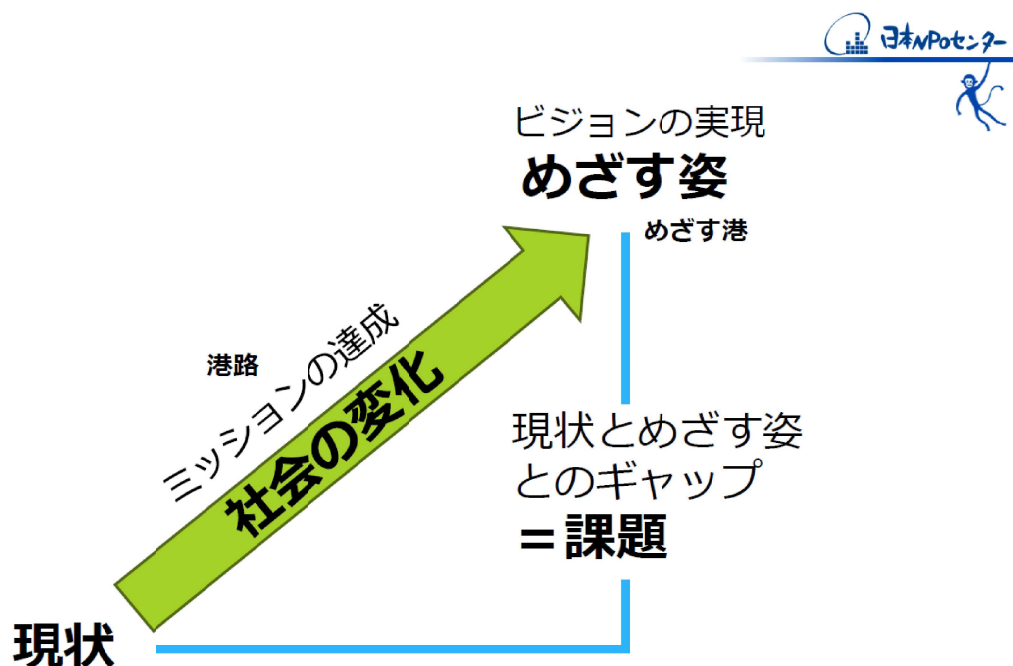 日本NPOセンター
ビジョンの実現
めざす姿
めざす港
港路
ミッションの達成
社会の変化
現状とめざす姿
とのギャップ
＝課題
現状